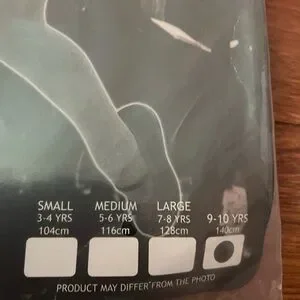 SMALL MEDIUM LARGE
3-4 YRS 5-6 YRS 7-8 YRS 9-10 YRS
104cm 116cm 128cm 140cm
PRODUCT MAY DIFFER FROM THE PHOTO